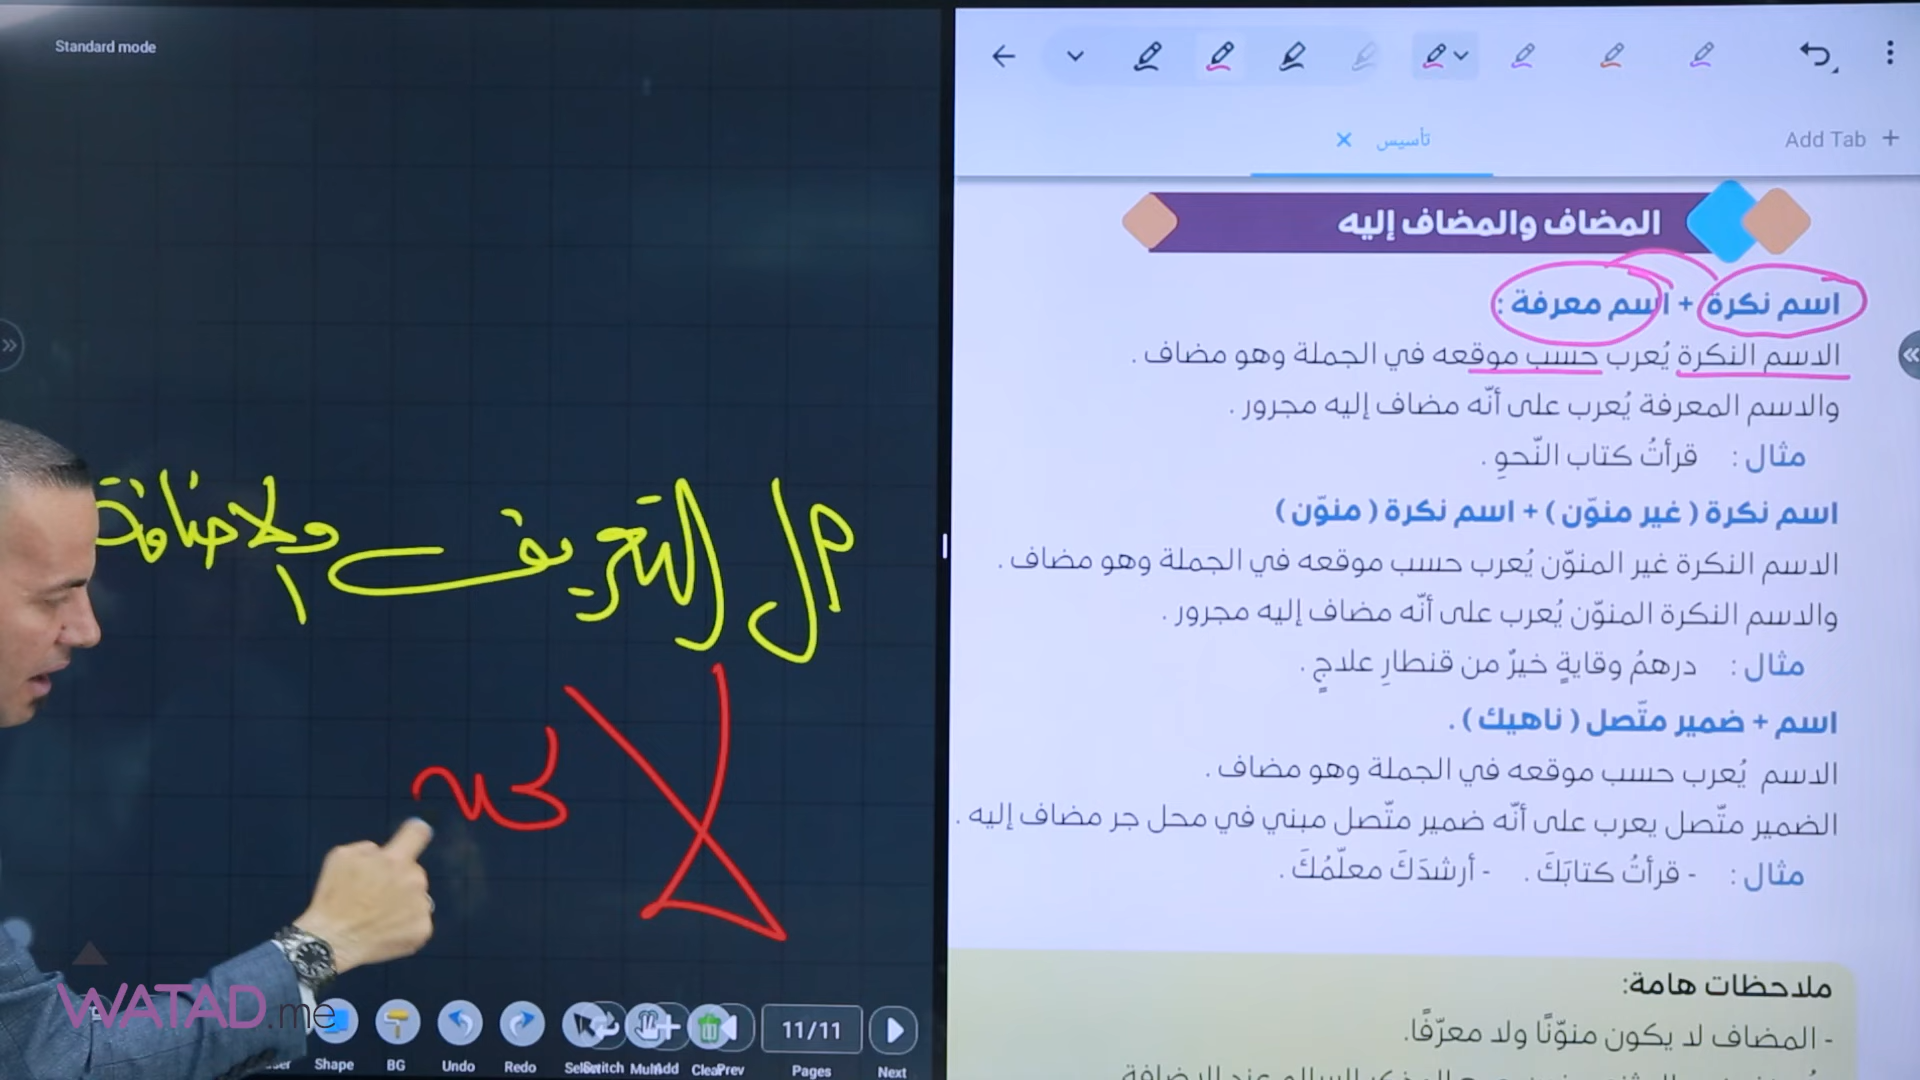 Standard mode
ال التعريف والاضافة
لا
تأسيس
Add Tab +
المضاف والمضاف إليه
اسم نكرة + اسم معرفة :
الاسم النكرة يُعرب حسب موقعه في الجملة وهو مضاف .
والاسم المعرفة يُعرب على أنّه مضاف إليه مجرور .
مثال : قرأتُ كتاب النّحوِ .
اسم نكرة ( غير منوّن ) + اسم نكرة ( منوّن )
الاسم النكرة غير المنوّن يُعرب حسب موقعه في الجملة وهو مضاف .
والاسم النكرة المنوّن يُعرب على أنّه مضاف إليه مجرور .
مثال : درهمُ وقايةٍ خيرٌ من قنطارِ علاجٍ .
اسم + ضمير متّصل ( ناهيك ) .
الاسم يُعرب حسب موقعه في الجملة وهو مضاف .
الضمير متّصل يعرب على أنّه ضمير متّصل مبني في محل جر مضاف إليه .
مثال : - قرأتُ كتابَكَ . - أرشدَكَ معلّمُكَ .
ملاحظات هامة:
- المضاف لا يكون منوّنًا ولا معرّفًا.
WATAD.me
11/11
Shape BG Undo Redo Pages Next